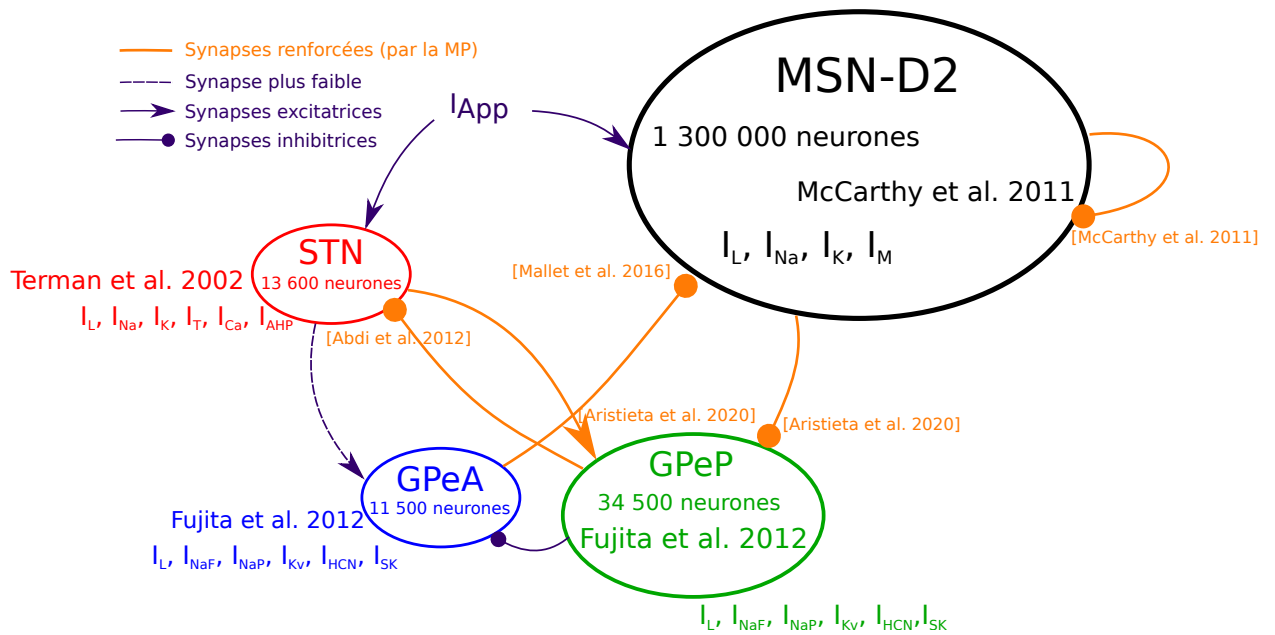 Synapses renforcées (par la MP)
Synapse plus faible
Synapses excitatrices
Synapses inhibitrices
IApp
MSN-D2
1 300 000 neurones
McCarthy et al. 2011
IL, INa, IK, IM
[McCarthy et al. 2011]
STN
13 600 neurones
Terman et al. 2002
IL, INa, IK, IT, ICa, IAHP
[Mallet et al. 2016]
[Abdi et al. 2012]
[Aristieta et al. 2020]
[Aristieta et al. 2020]
GPeA
11 500 neurones
Fujita et al. 2012
IL, INaF, INaP, IKv, IHCN, ISK
GPeP
34 500 neurones
Fujita et al. 2012
IL, INaF, INaP, IKv, IHCN,ISK